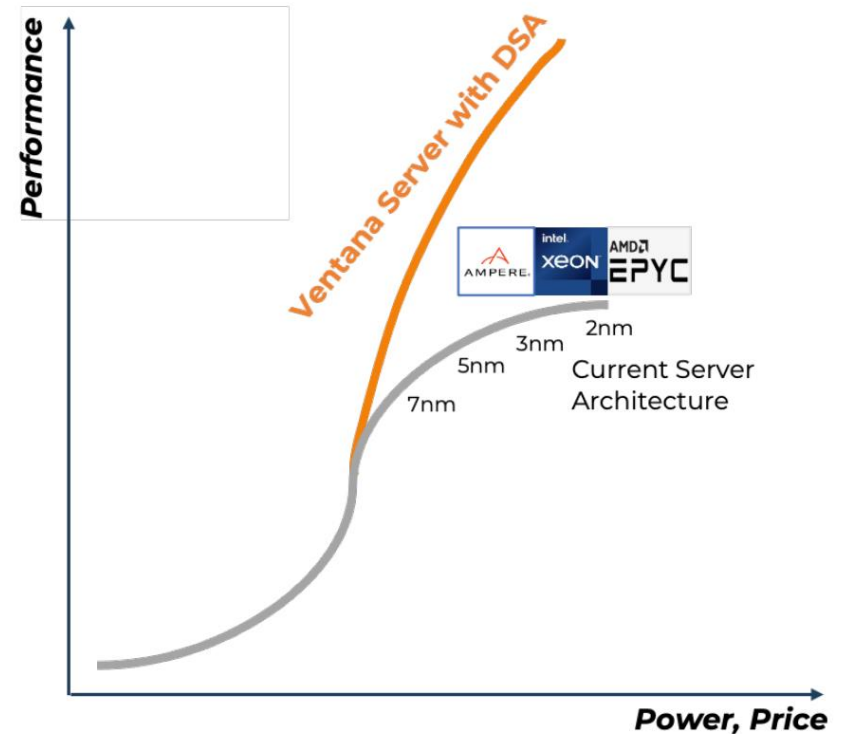 Performance
Ventana Server with DSA
AMPERE.
intel.
xeon
AMD
EPYC
2nm
3nm
5nm
7nm
Current Server
Architecture
Power, Price